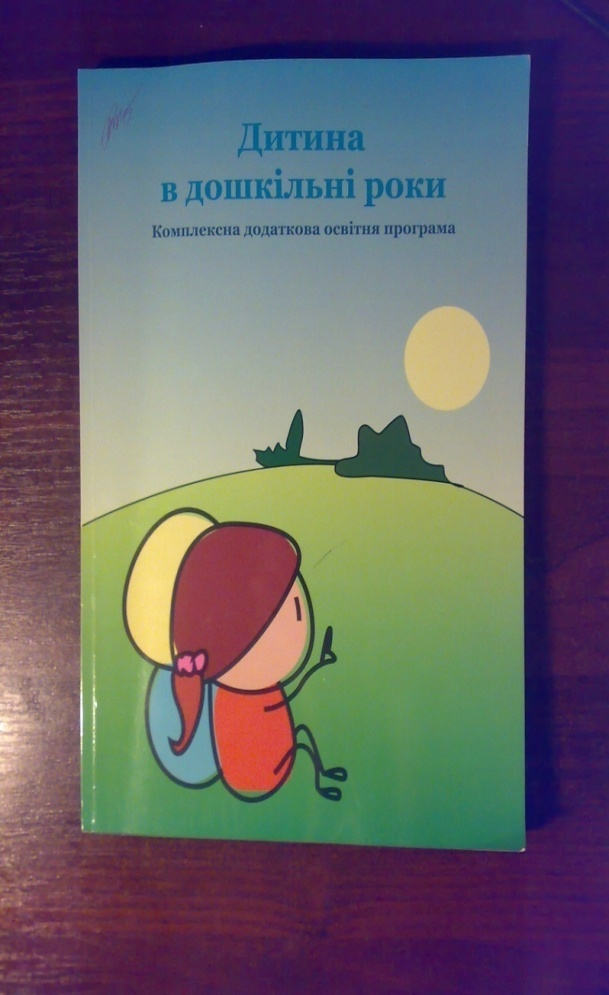 Дитина
в дошкільні роки
Комплексна додаткова освітня програма